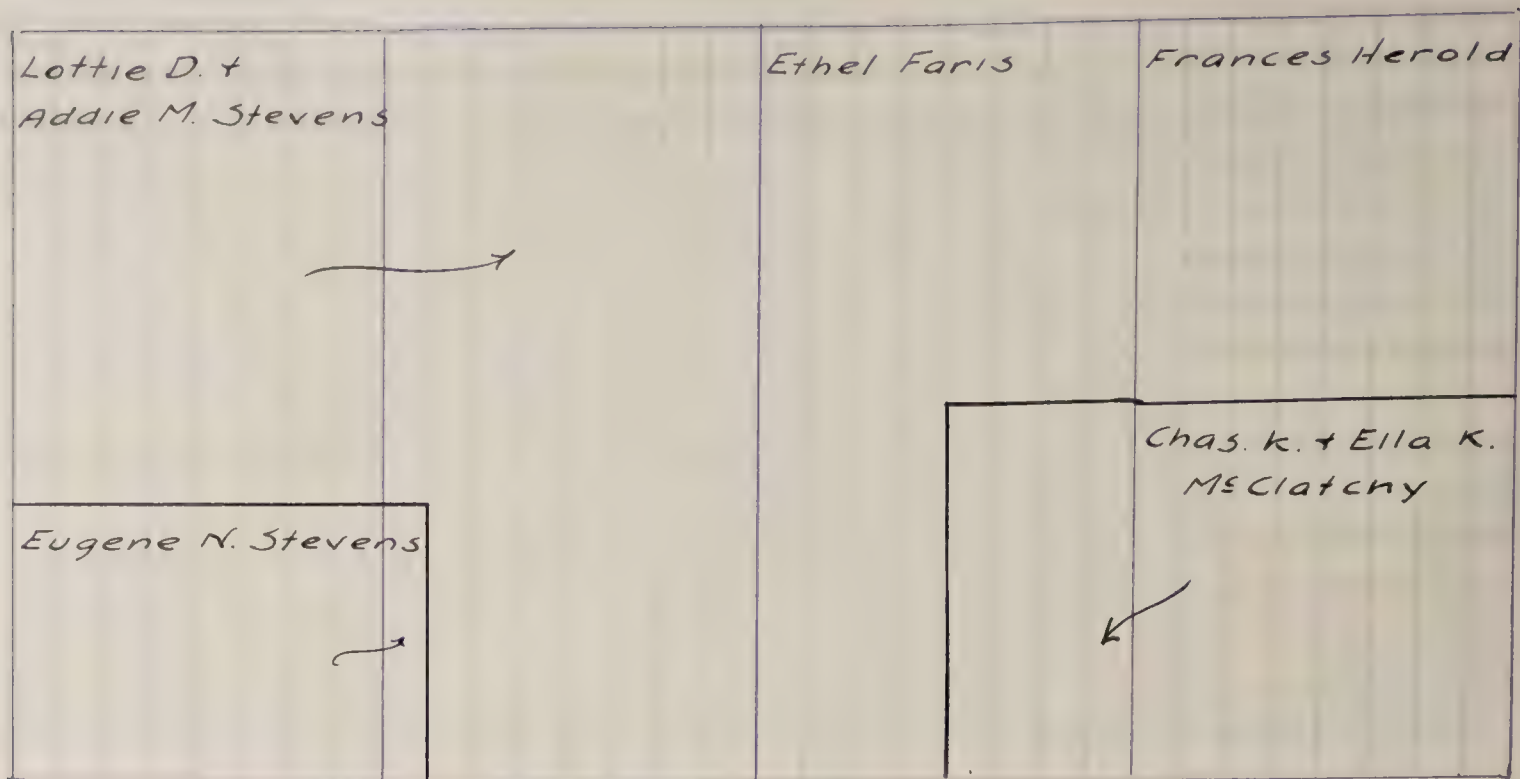 Lottie D. +
Addie M. Stevens
Ethel Faris
Frances Herold
Chas. K. + Ella K.
McClatchy
Eugene N. Stevens